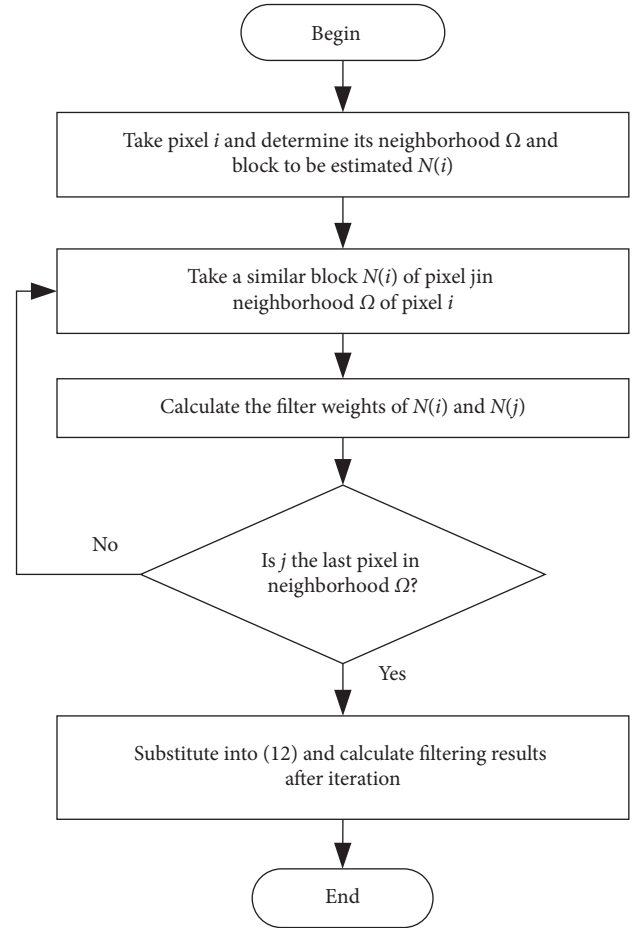 Begin
Take pixel i and determine its neighborhood Ω and
block to be estimated N(i)
Take a similar block N(i) of pixel jin
neighborhood Ω of pixel i
Calculate the filter weights of N(i) and N(j)
Is j the last pixel in
neighborhood Ω?
No
Yes
Substitute into (12) and calculate filtering results
after iteration
End